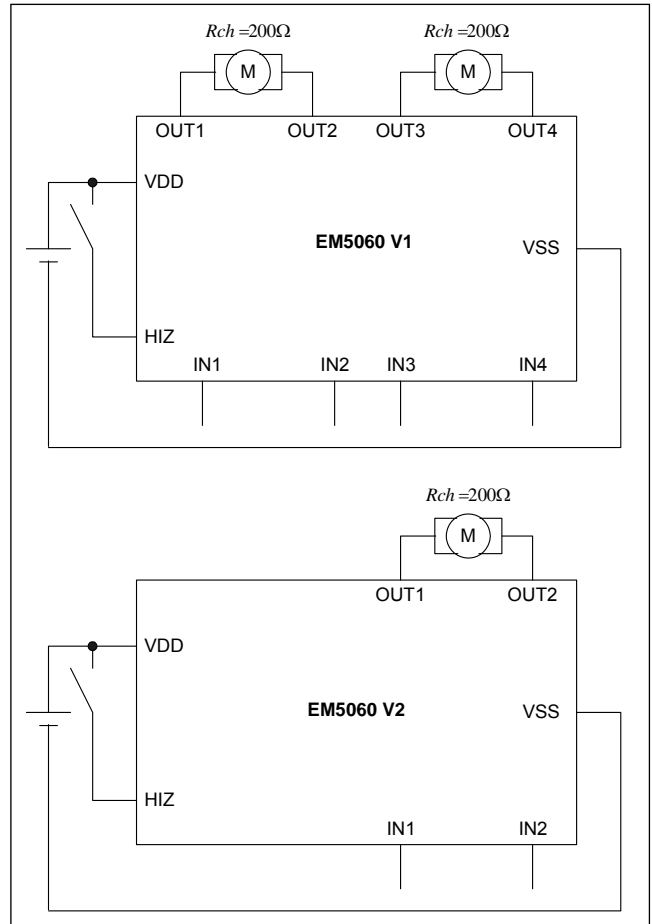 Rch =200Ω Rch =200Ω
M M
OUT1 OUT2 OUT3 OUT4
VDD
EM5060 V1
VSS
HIZ
IN1 IN2 IN3 IN4
Rch =200Ω
M
OUT1 OUT2
VDD
EM5060 V2
VSS
HIZ
IN1 IN2